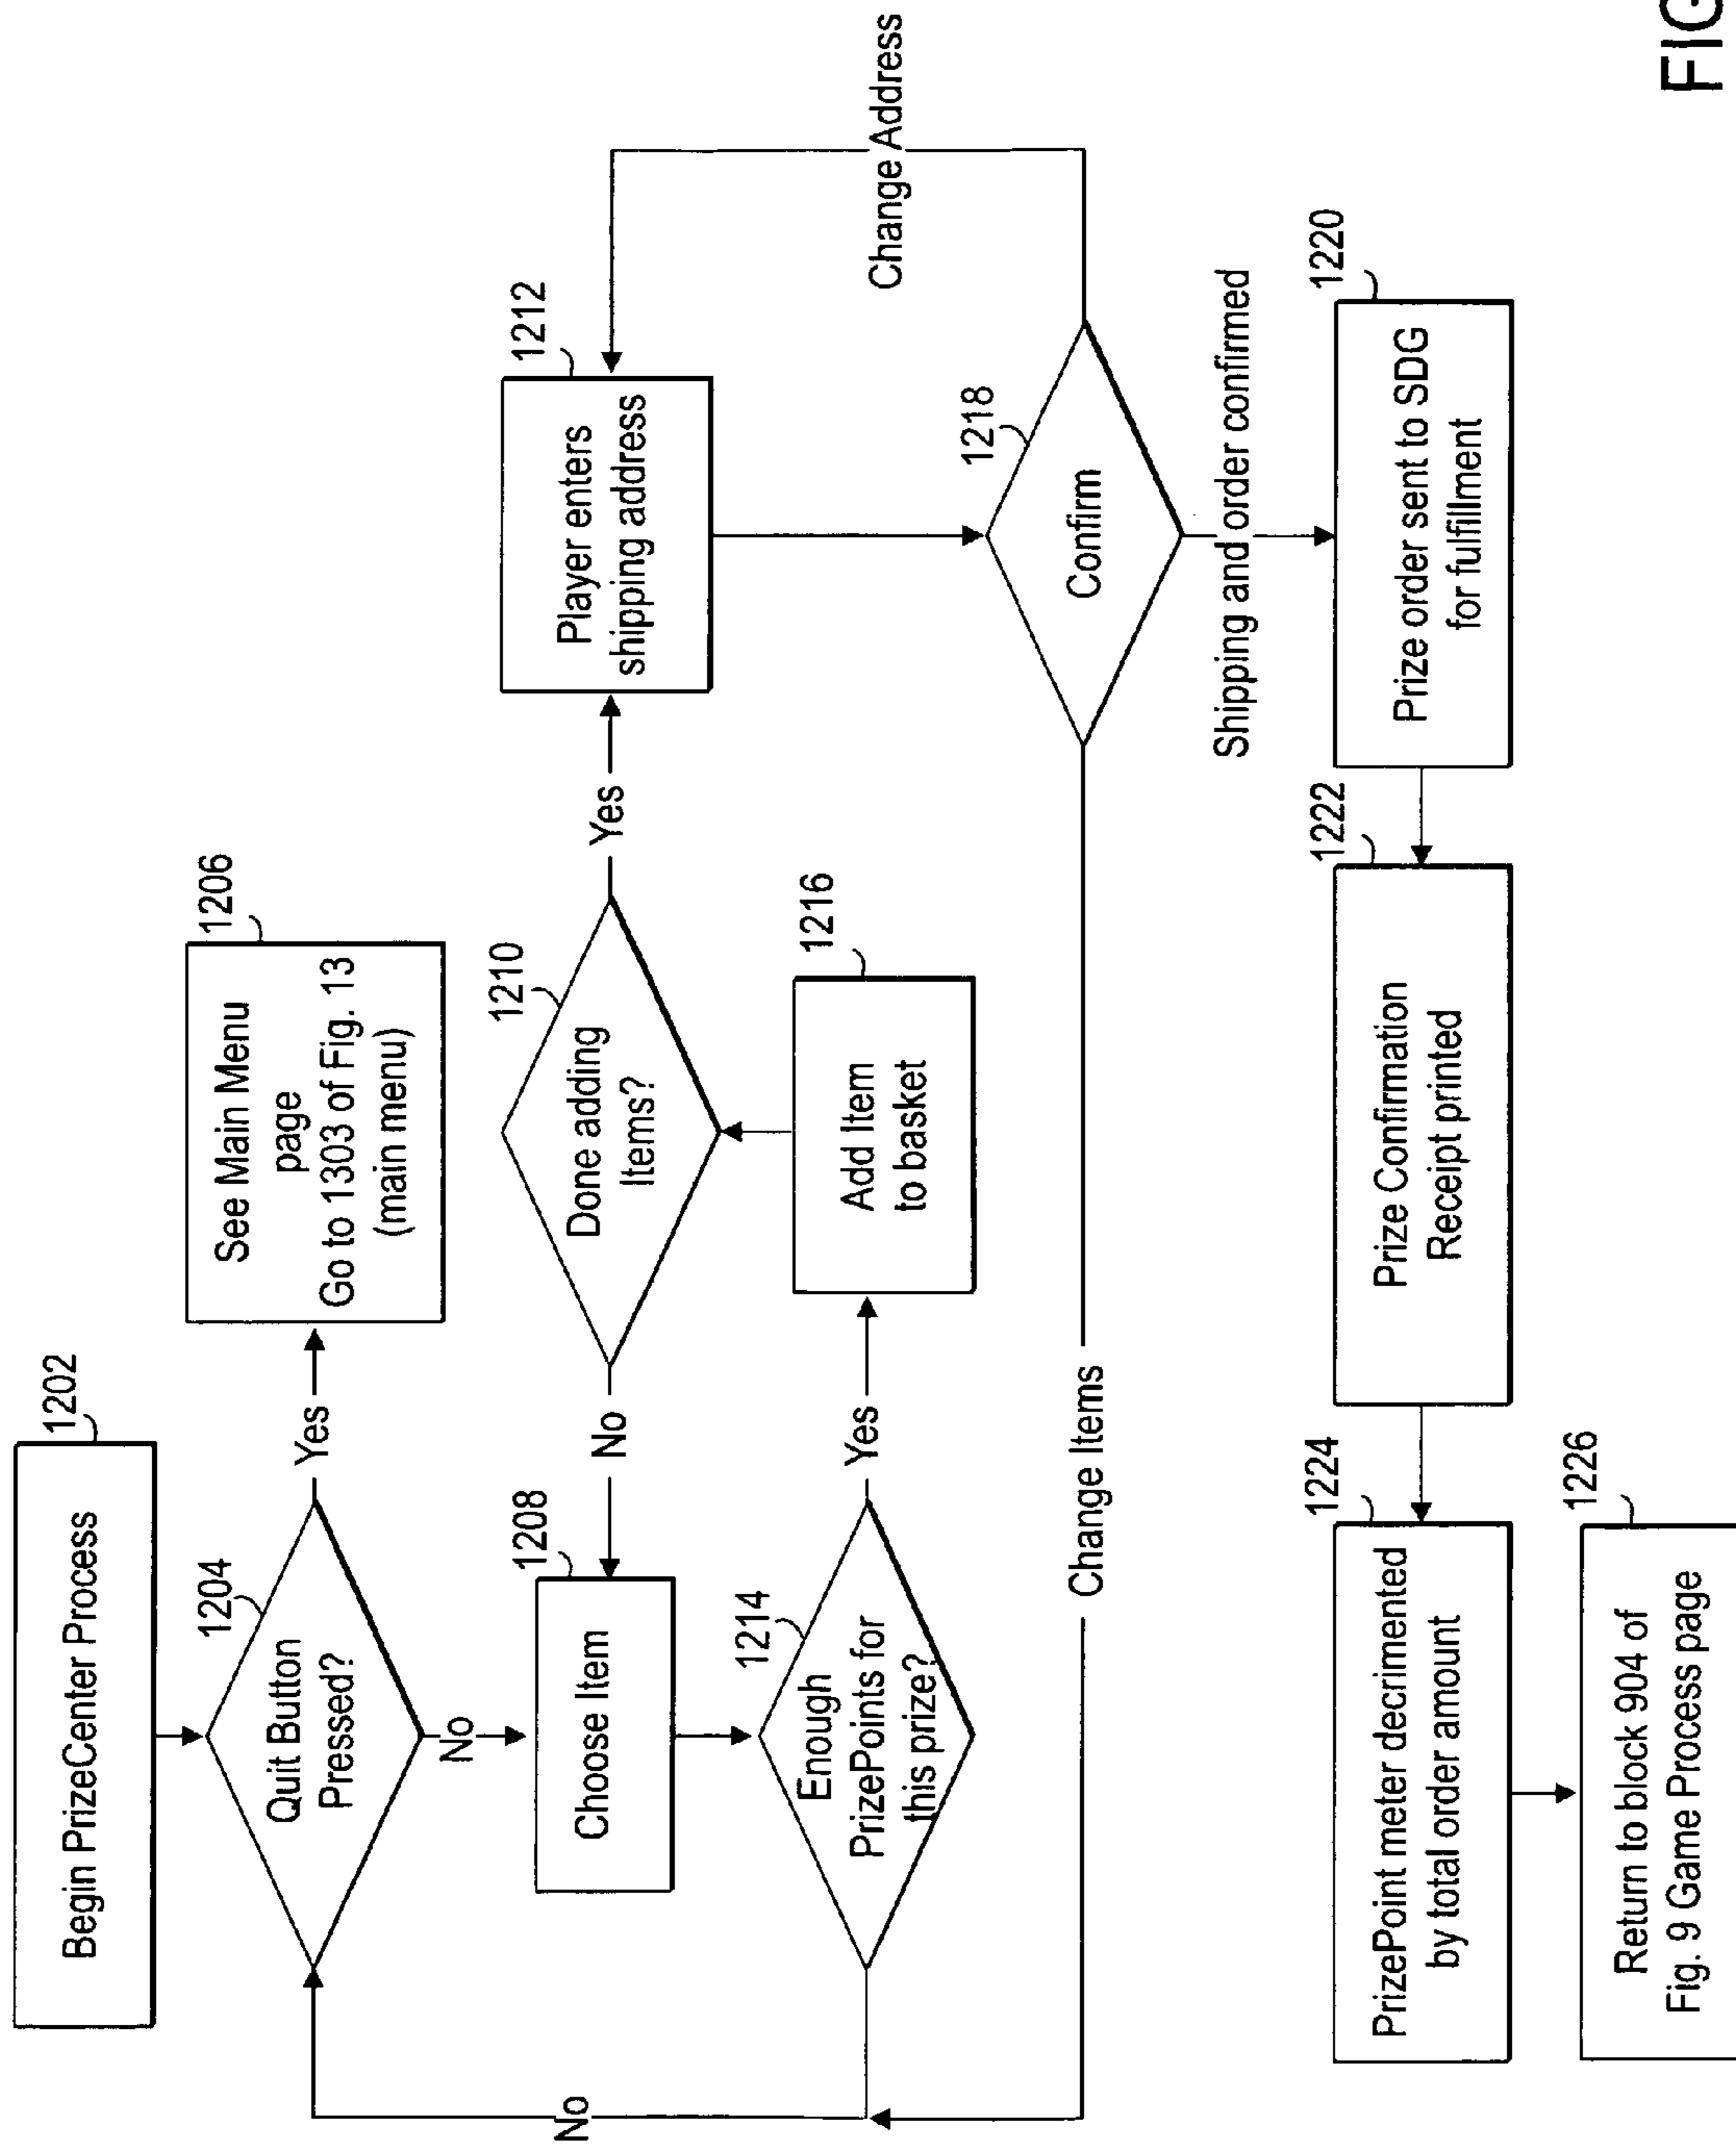 Begin PrizeCenter Process
1202
Quit Button
Pressed?
1204
Yes
See Main Menu
page
Go to 1303 of Fig. 13
(main menu)
1206
No
No
Choose Item
1208
No
Done adding
Items?
1210
Yes
Player enters
shipping address
1212
Enough
PrizePoints for
this prize?
1214
Yes
Add Item
to basket
1216
Change Items
Confirm
1218
Change Address
Shipping and order confirmed
PrizePoint meter decrimented
by total order amount
1224
Prize Confirmation
Receipt printed
1222
Prize order sent to SDG
for fulfillment
1220
Return to block 904 of
Fig. 9 Game Process page
1226
FIG